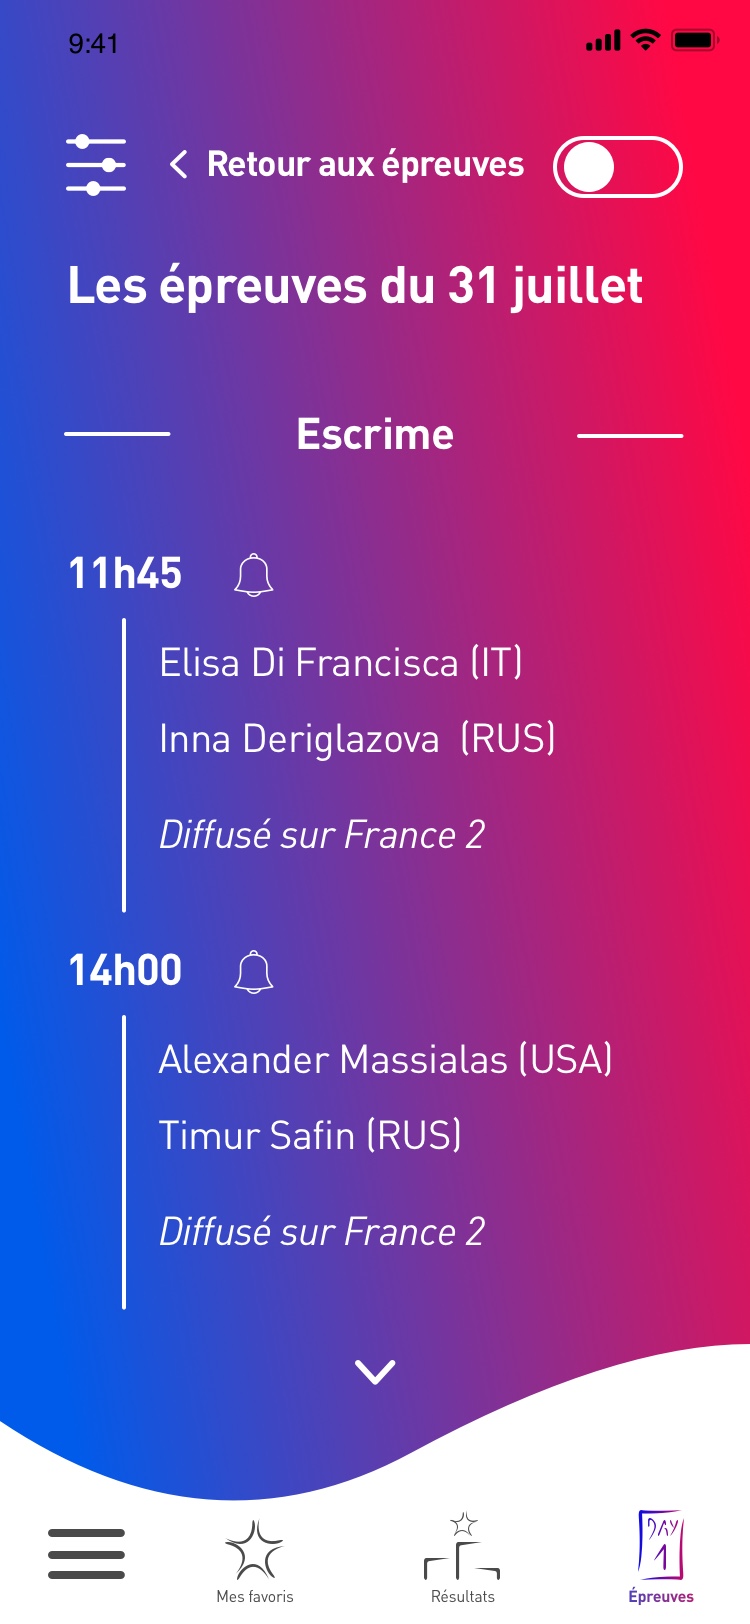 9:41
Retour aux épreuves
Les épreuves du 31 juillet
Escrime
11h45
Elisa Di Francisca (IT)
Inna Deriglazova (RUS)
Diffusé sur France 2
14h00
Alexander Massialas (USA)
Timur Safin (RUS)
Diffusé sur France 2
DAY
1
Mes favoris
Résultats
Épreuves